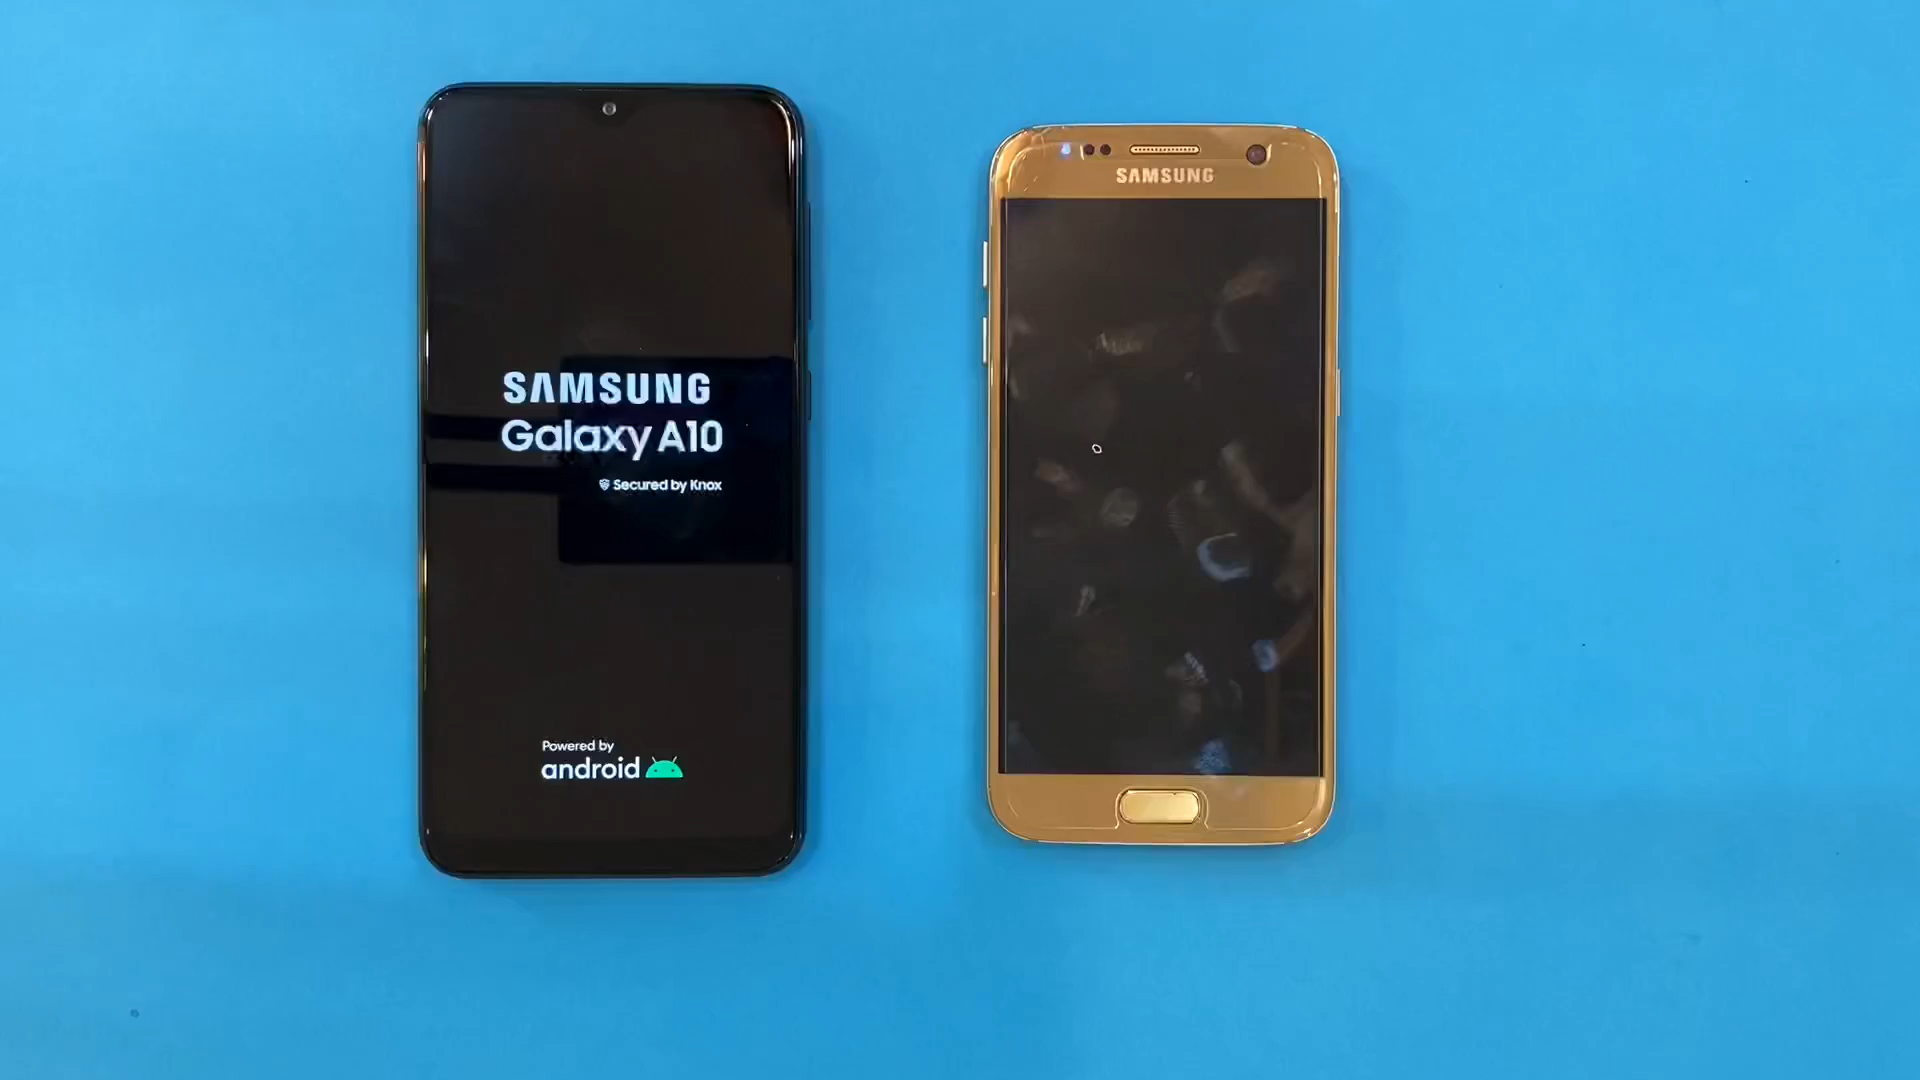 SAMSUNG
Galaxy A10
Secured by Knox
Powered by
android
SAMSUNG